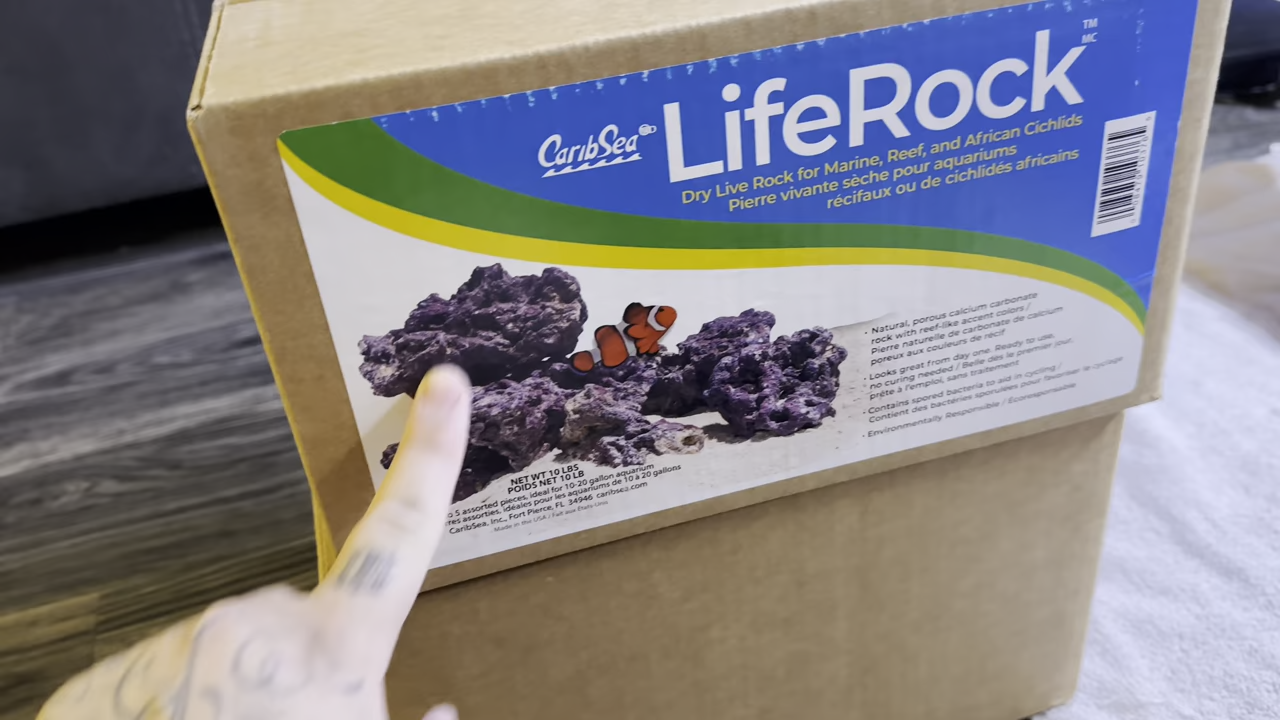 CaribSea
LifeRock
TM
MC
Dry Live Rock for Marine, Reef, and African Cichlids
Pierre vivante sèche pour aquariums
récifaux ou de cichlidés africains
· Natural, porous calcium carbonate
rock with reef-like accent colors /
Pierre naturelle de carbonate de calcium
poreux aux couleurs de récif
· Looks great from day one. Ready to use,
no curing needed / Belle dès le premier jour,
prête à l'emploi, sans traitement
· Contains spored bacteria to aid in cycling /
Contient des bactéries sporulées pour favoriser le cyclage
· Environmentally Responsible / Écoresponsable
NET WT 10 LBS
POIDS NET 10 LB
5 assorted pieces, ideal for 10-20 gallon aquarium
assorties, idéales pour les aquariums de 10 à 20 gallons
CaribSea, Inc., Fort Pierce, FL 34946 caribsea.com
Made in the USA / Fait aux États-Unis